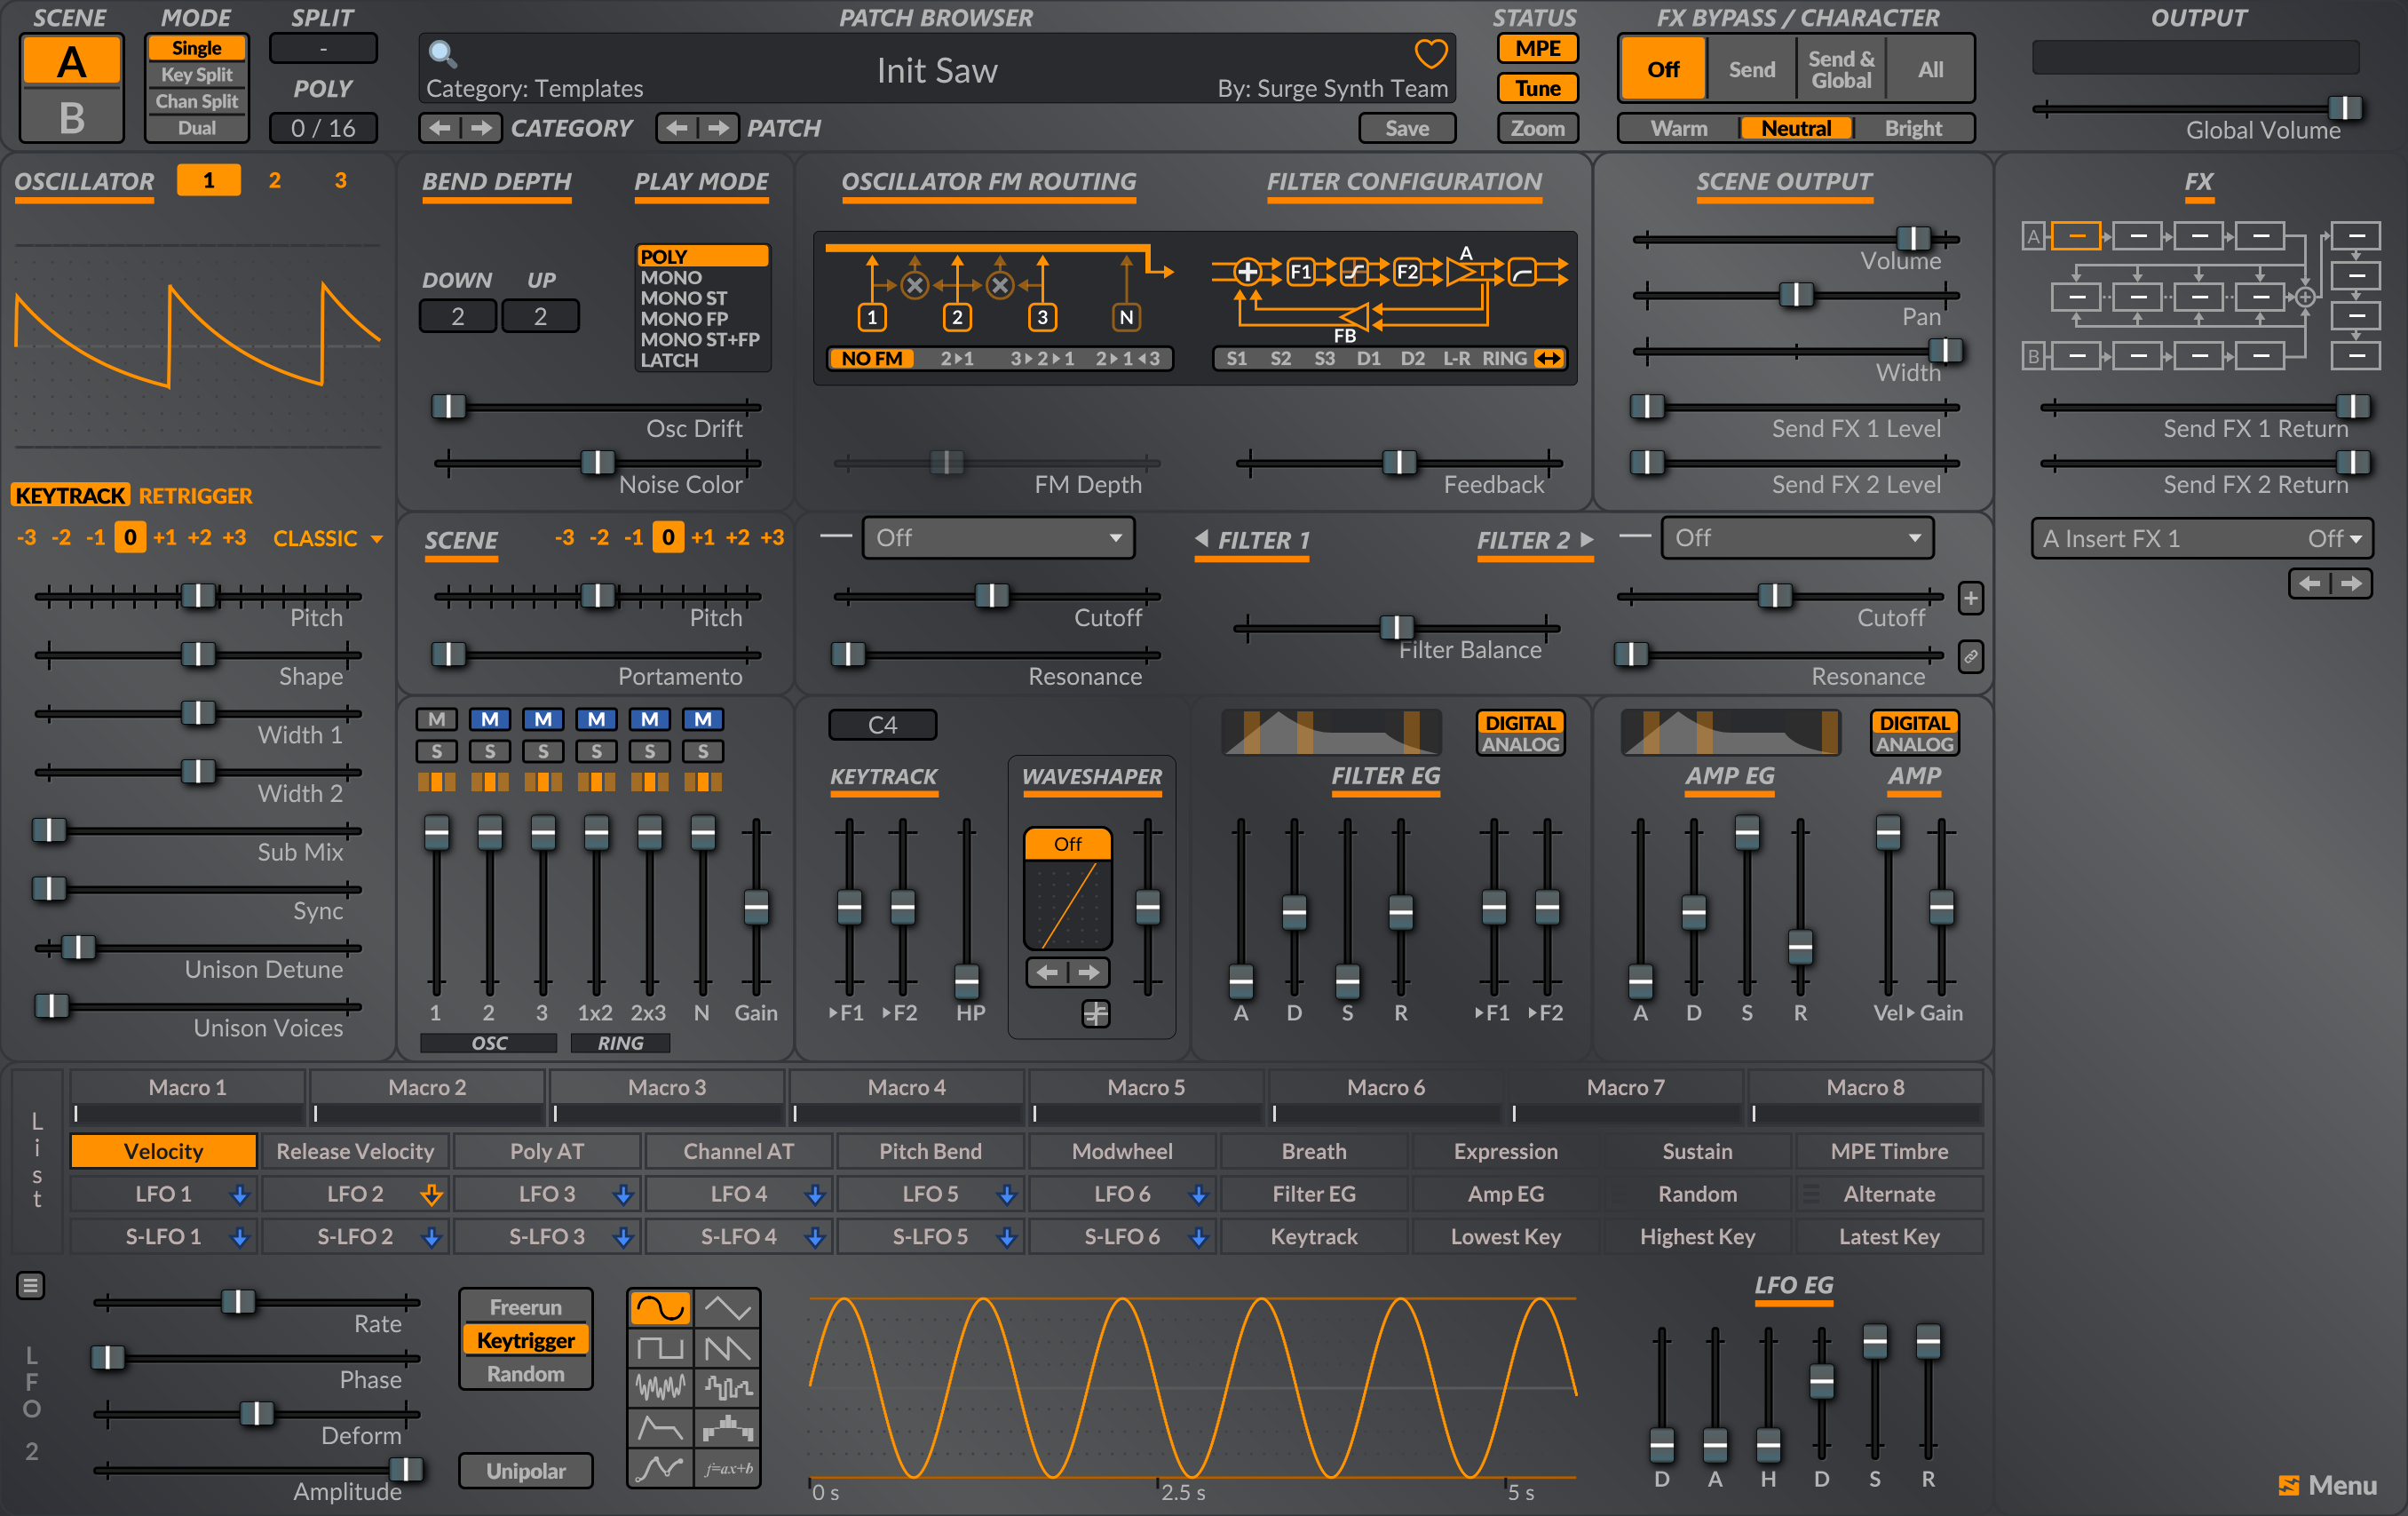 SCENE
A
B
MODE
Single
Key Split
Chan Split
Dual
SPLIT
-
POLY
0 / 16
PATCH BROWSER
Init Saw
Category: Templates
By: Surge Synth Team
CATEGORY
PATCH
Save
STATUS
MPE
Tune
Zoom
FX BYPASS / CHARACTER
Off
Send
Send &
Global
All
Warm
Neutral
Bright
OUTPUT
Global Volume
OSCILLATOR
1 2 3
KEYTRACK RETRIGGER
-3 -2 -1 0 +1 +2 +3 CLASSIC
Pitch
Shape
Width 1
Width 2
Sub Mix
Sync
Unison Detune
Unison Voices
BEND DEPTH
DOWN UP
2 2
PLAY MODE
POLY
MONO
MONO ST
MONO FP
MONO ST+FP
LATCH
Osc Drift
Noise Color
OSCILLATOR FM ROUTING
1 2 3 N
NO FM 2▸1 3▸2▸1 2▸1◂3
FM Depth
FILTER CONFIGURATION
A
F1 F2
FB
S1 S2 S3 D1 D2 L-R RING
Feedback
SCENE OUTPUT
Volume
Pan
Width
Send FX 1 Level
Send FX 2 Level
FX
A
B
Send FX 1 Return
Send FX 2 Return
A Insert FX 1 Off
SCENE
-3 -2 -1 0 +1 +2 +3
Pitch
Portamento
Off
FILTER 1
Cutoff
Resonance
Filter Balance
FILTER 2
Off
Cutoff
Resonance
M M M M M M
S S S S S S
1 2 3 1x2 2x3 N Gain
OSC RING
C4
KEYTRACK
▸F1 ▸F2 HP
WAVESHAPER
Off
DIGITAL
ANALOG
FILTER EG
A D S R ▸F1 ▸F2
DIGITAL
ANALOG
AMP EG
AMP
A D S R Vel▸Gain
List
Macro 1 Macro 2 Macro 3 Macro 4 Macro 5 Macro 6 Macro 7 Macro 8
Velocity Release Velocity Poly AT Channel AT Pitch Bend Modwheel Breath Expression Sustain MPE Timbre
LFO 1 LFO 2 LFO 3 LFO 4 LFO 5 LFO 6 Filter EG Amp EG Random Alternate
S-LFO 1 S-LFO 2 S-LFO 3 S-LFO 4 S-LFO 5 S-LFO 6 Keytrack Lowest Key Highest Key Latest Key
LFO 2
Rate
Phase
Deform
Amplitude
Freerun
Keytrigger
Random
Unipolar
f=ax+b
0 s 2.5 s 5 s
LFO EG
D A H D S R
Menu